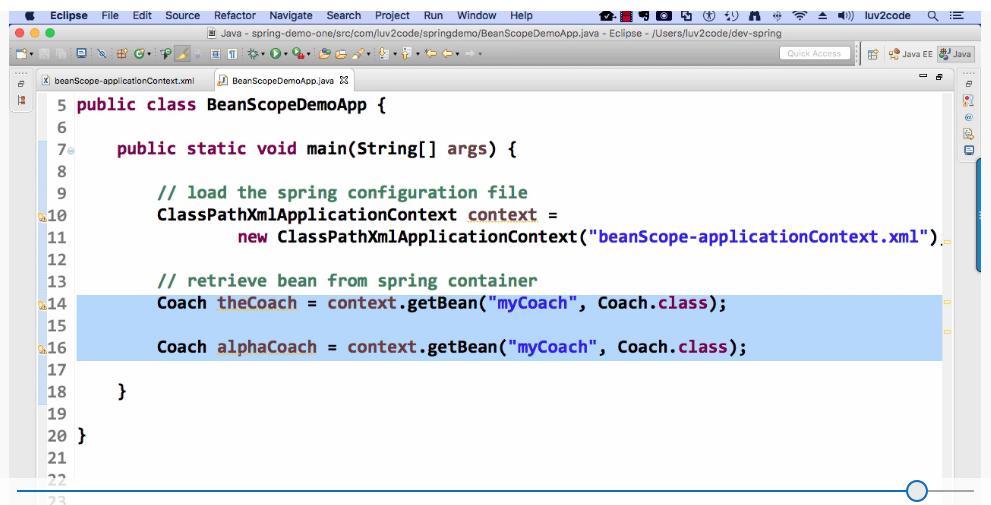 Eclipse File Edit Source Refactor Navigate Search Project Run Window Help luv2code
Java - spring-demo-one/src/com/luv2code/springdemo/BeanScopeDemoApp.java - Eclipse - /Users/luv2code/dev-spring
Quick Access Java EE Java
beanScope-applicationContext.xml BeanScopeDemoApp.java
5 public class BeanScopeDemoApp {
6
7 public static void main(String[] args) {
8
9 // load the spring configuration file
10 ClassPathXmlApplicationContext context =
11 new ClassPathXmlApplicationContext("beanScope-applicationContext.xml")
12
13 // retrieve bean from spring container
14 Coach theCoach = context.getBean("myCoach", Coach.class);
15
16 Coach alphaCoach = context.getBean("myCoach", Coach.class);
17
18 }
19
20 }
21
22
23